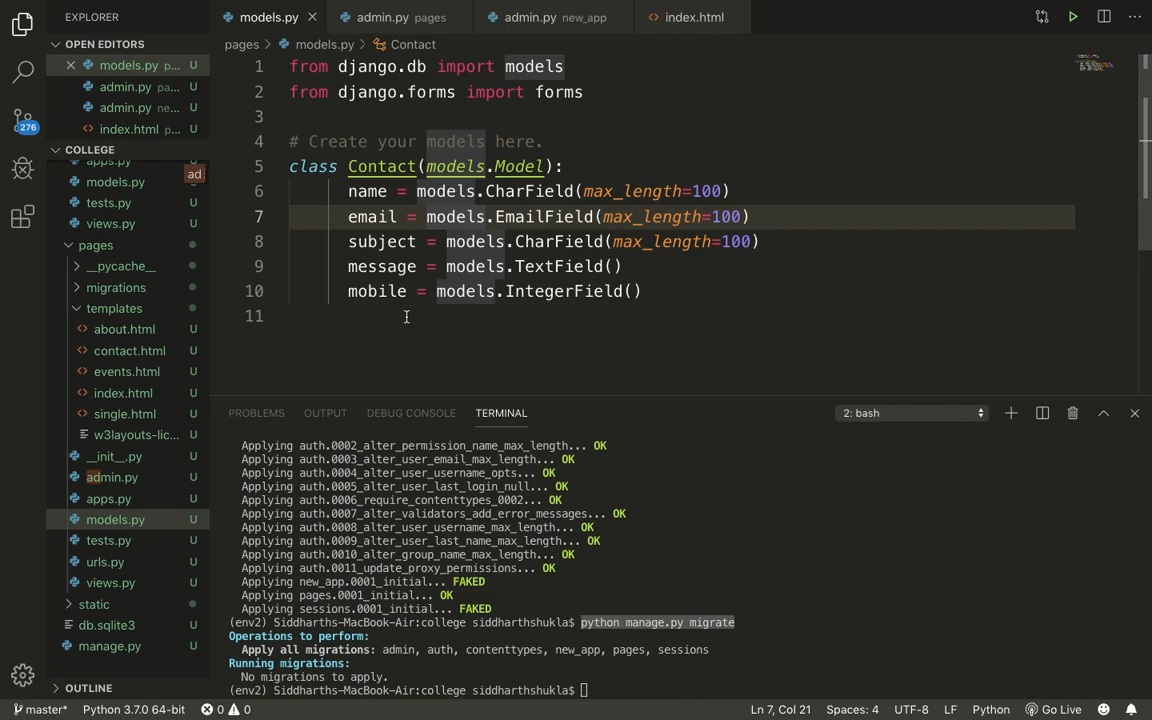 EXPLORER
models.py
admin.py pages
admin.py new_app
index.html
OPEN EDITORS
pages > models.py > Contact
models.py p... U
admin.py pa... U
admin.py ne... U
index.html p... U
COLLEGE
apps.py U
ad
models.py U
tests.py U
views.py U
pages
__pycache__
migrations
templates
about.html U
contact.html U
events.html U
index.html U
single.html U
w3layouts-lic... U
__init__.py U
admin.py U
apps.py U
models.py U
tests.py U
urls.py U
views.py U
static
db.sqlite3 U
manage.py U
OUTLINE
276
1 from django.db import models
2 from django.forms import forms
3
4 # Create your models here.
5 class Contact(models.Model):
6 name = models.CharField(max_length=100)
7 email = models.EmailField(max_length=100)
8 subject = models.CharField(max_length=100)
9 message = models.TextField()
10 mobile = models.IntegerField()
11
PROBLEMS OUTPUT DEBUG CONSOLE TERMINAL 2: bash
Applying auth.0002_alter_permission_name_max_length... OK
Applying auth.0003_alter_user_email_max_length... OK
Applying auth.0004_alter_user_username_opts... OK
Applying auth.0005_alter_user_last_login_null... OK
Applying auth.0006_require_contenttypes_0002... OK
Applying auth.0007_alter_validators_add_error_messages... OK
Applying auth.0008_alter_user_username_max_length... OK
Applying auth.0009_alter_user_last_name_max_length... OK
Applying auth.0010_alter_group_name_max_length... OK
Applying auth.0011_update_proxy_permissions... OK
Applying new_app.0001_initial... FAKED
Applying pages.0001_initial... OK
Applying sessions.0001_initial... FAKED
(env2) Siddharths-MacBook-Air:college siddharthshukla$ python manage.py migrate
Operations to perform:
Apply all migrations: admin, auth, contenttypes, new_app, pages, sessions
Running migrations:
No migrations to apply.
(env2) Siddharths-MacBook-Air:college siddharthshukla$
master* Python 3.7.0 64-bit 0 0 Ln 7, Col 21 Spaces: 4 UTF-8 LF Python Go Live